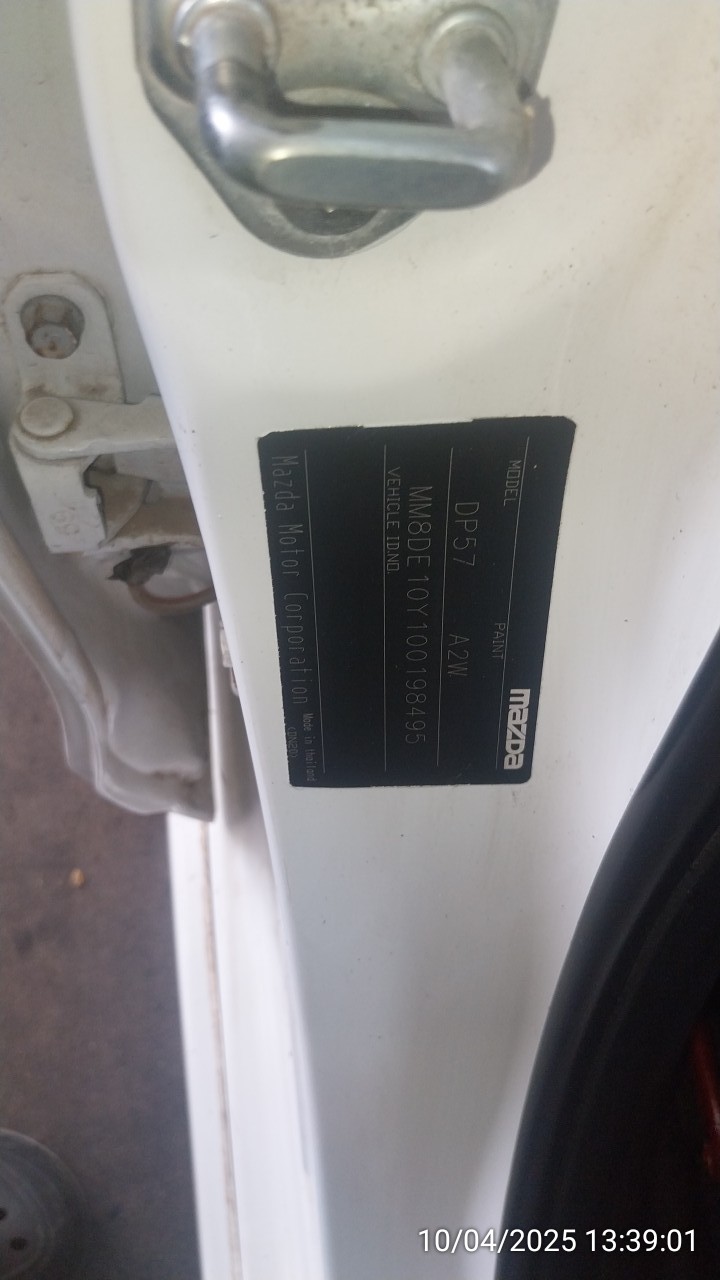 mazda
MODEL PAINT
DP57 A2W
MM8DE10Y100198495
VEHICLE ID.NO.
Mazda Motor Corporation Made in Thailand
69
10/04/2025 13:39:01